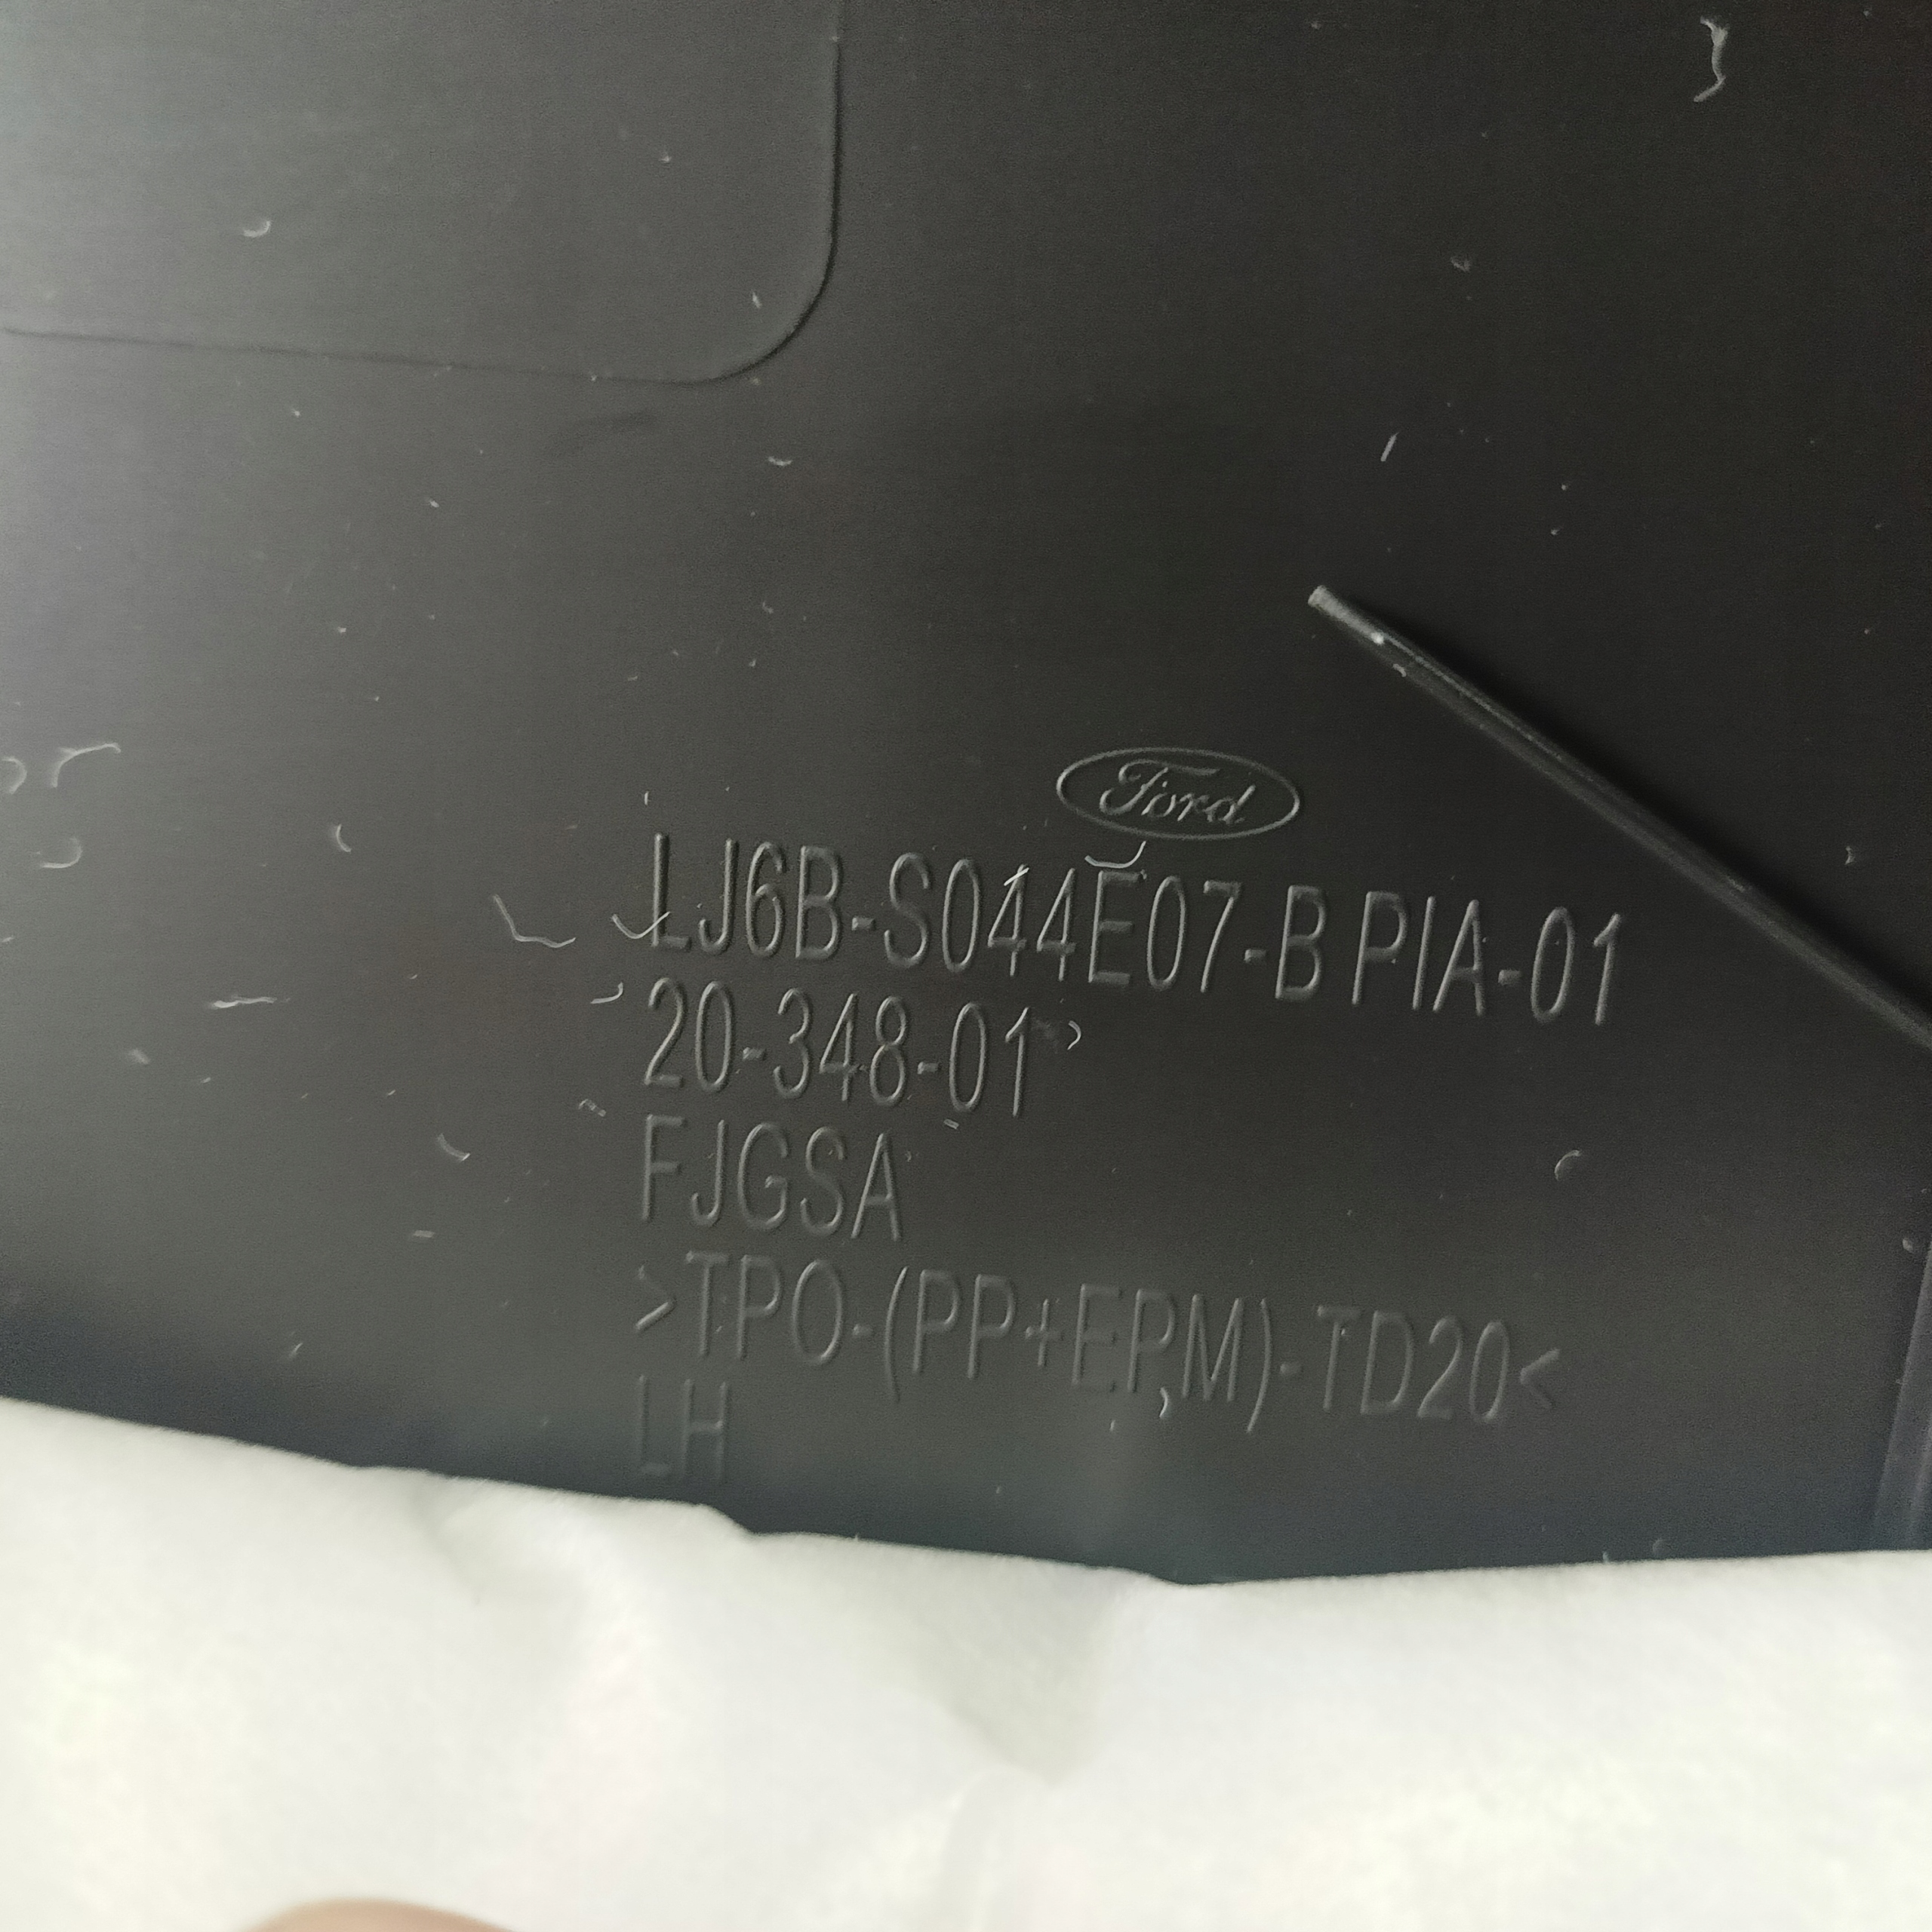 Ford
LJ6B-S044E07-B PIA-01
20-348-01
FJGSA
>TPO-(PP+EPM)-TD20<
LH